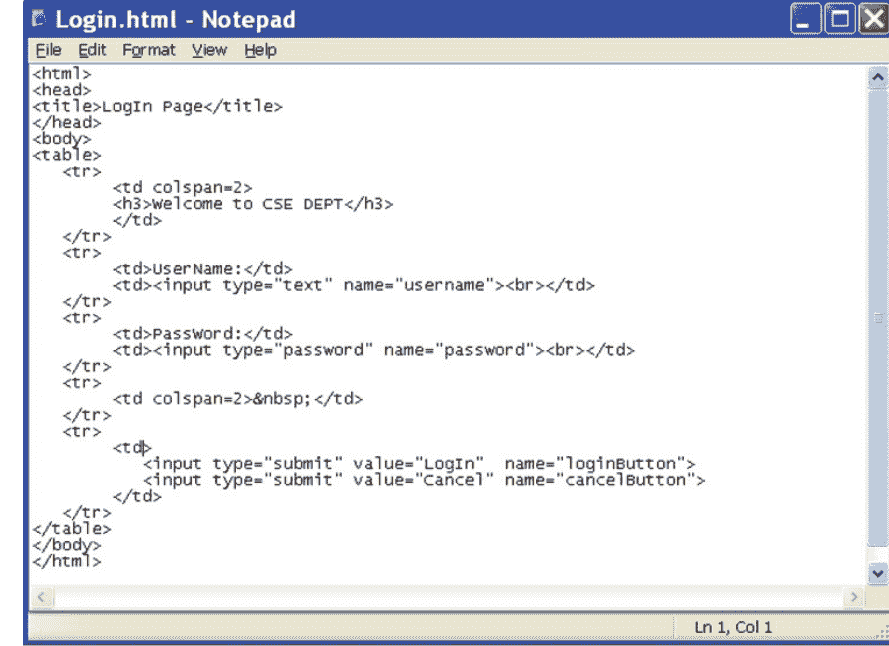 Login.html - Notepad
File Edit Format View Help
<html>
<head>
<title>LogIn Page</title>
</head>
<body>
<table>
   <tr>
        <td colspan=2>
        <h3>Welcome to CSE DEPT</h3>
        </td>
   </tr>
   <tr>
        <td>UserName:</td>
        <td><input type="text" name="username"><br></td>
   </tr>
   <tr>
        <td>PassWord:</td>
        <td><input type="password" name="password"><br></td>
   </tr>
   <tr>
        <td colspan=2>&nbsp;</td>
   </tr>
   <tr>
        <td>
           <input type="submit" value="LogIn"  name="loginButton">
           <input type="submit" value="Cancel" name="cancelButton">
        </td>
   </tr>
</table>
</body>
</html>
Ln 1, Col 1